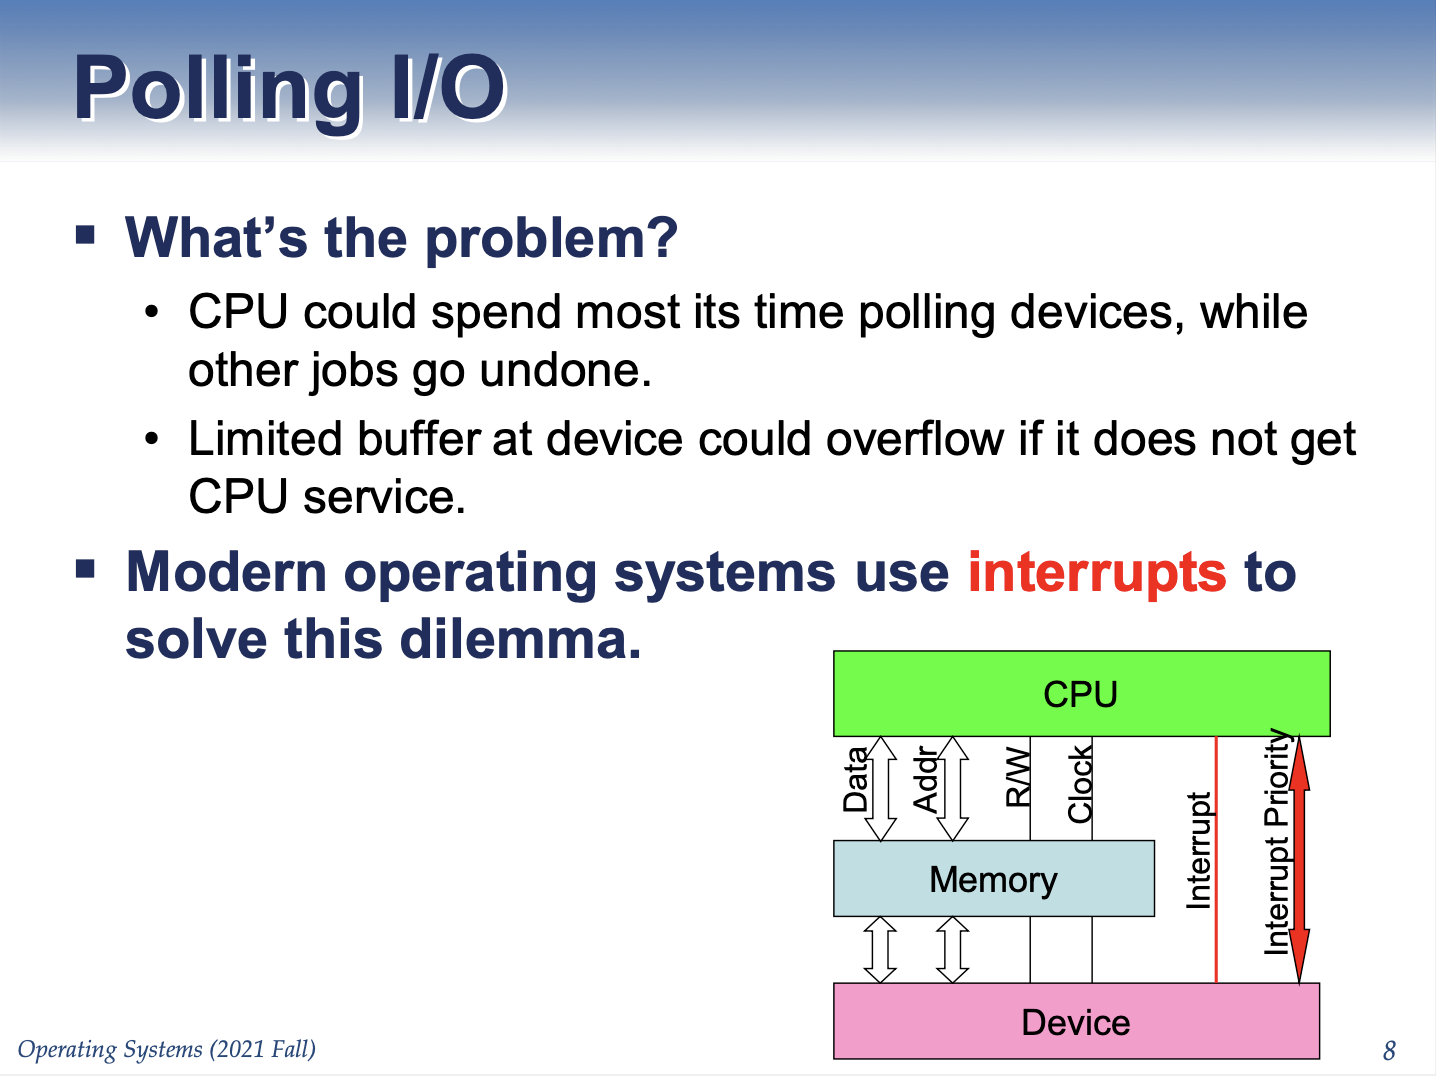 Polling I/O
▪ What's the problem?
• CPU could spend most its time polling devices, while
other jobs go undone.
• Limited buffer at device could overflow if it does not get
CPU service.
▪ Modern operating systems use interrupts to
solve this dilemma.
CPU
Data
Addr
R/W
Clock
Interrupt
Interrupt Priority
Memory
Device
Operating Systems (2021 Fall)
8